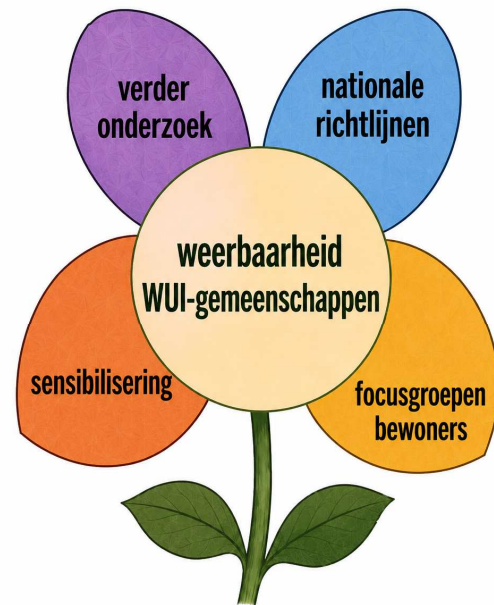 verder
onderzoek
nationale
richtlijnen
weerbaarheid
WUI-gemeenschappen
sensibilisering
focusgroepen
bewoners